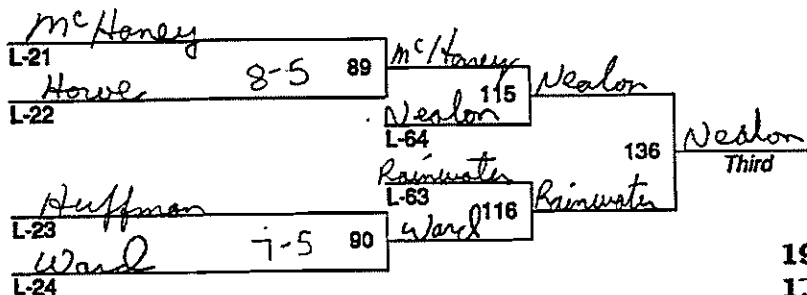 McHoney
L-21
8-5 89 McHoney
Howe
L-22
115 Nealon
Nealon
L-64
136 Nealon
Third
Rainwater
L-63
Huffman
L-23
116 Rainwater
7-5 90 Ward
Ward
L-24
19
17